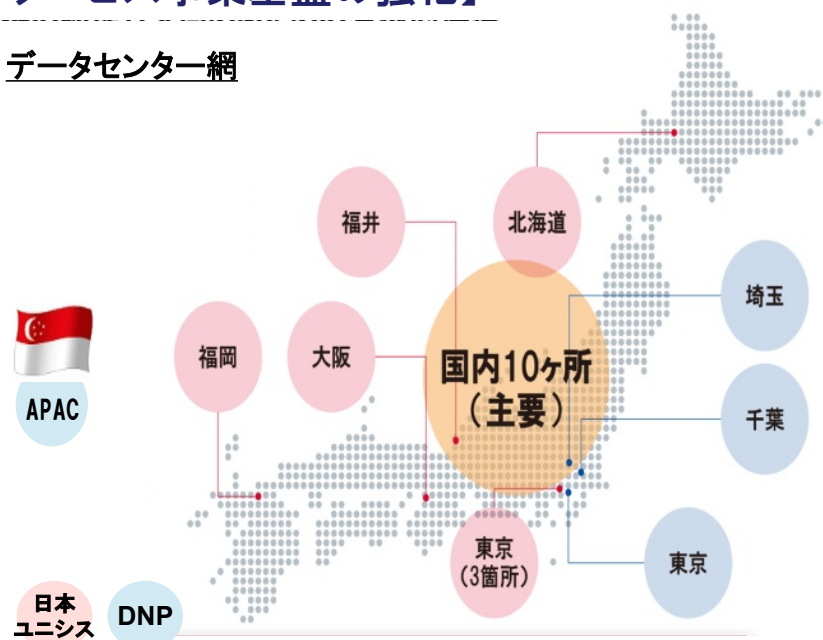 データセンター網
福井
北海道
埼玉
福岡
大阪
国内10ヶ所
(主要)
APAC
千葉
東京
(3箇所)
東京
日本
ユニシス
DNP